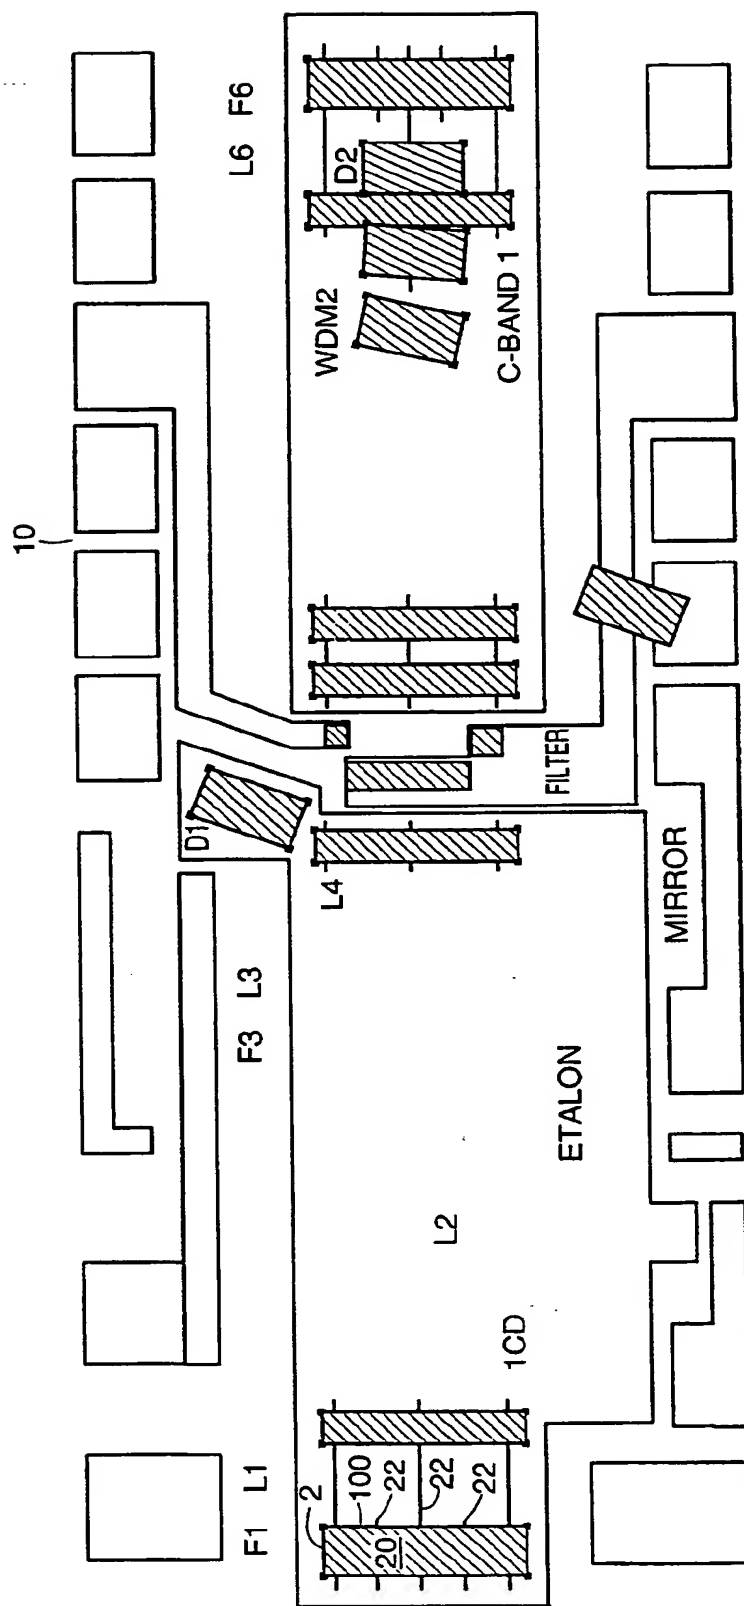 10
F1 L1
F3 L3
L6 F6
2
100
22
22
22
20
1CD
L2
ETALON
D1
L4
FILTER
MIRROR
WDM2
D2
C-BAND 1